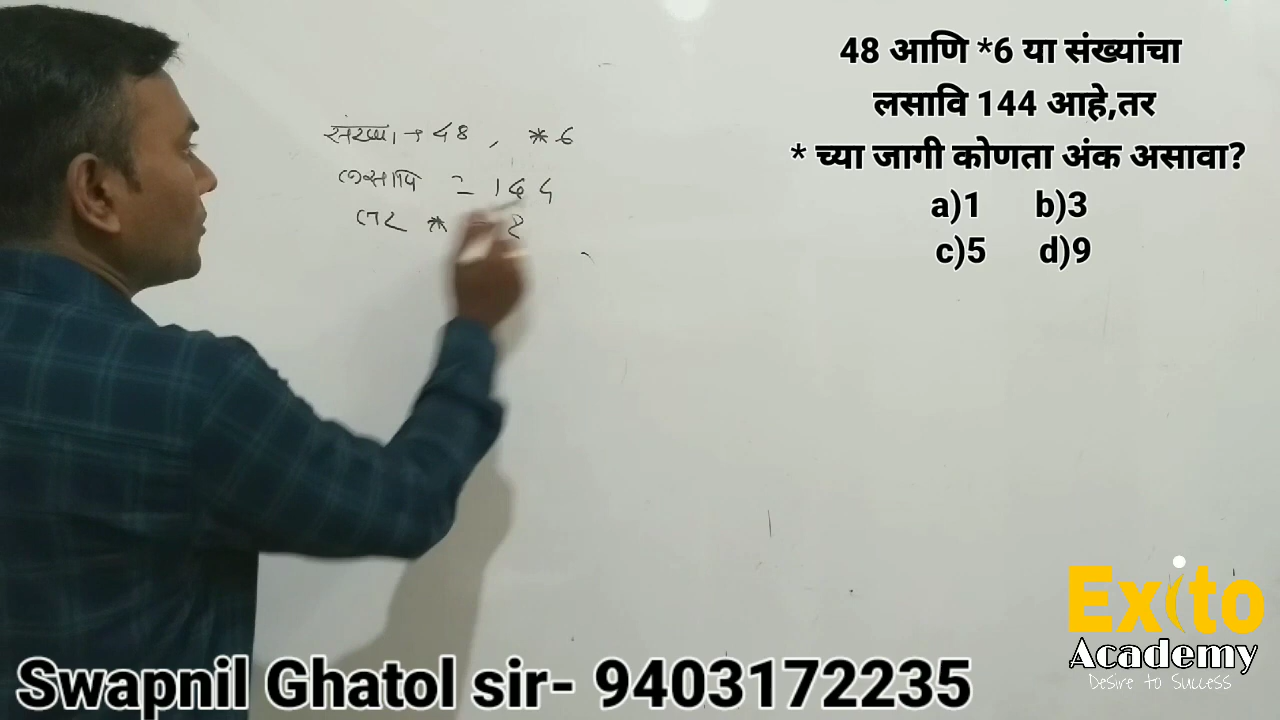 48 आणि *6 या संख्यांचा
लसावि 144 आहे,तर
* च्या जागी कोणता अंक असावा?
a)1 b)3
c)5 d)9
संख्या → 48 , *6
लसावि = 144
तर *
Exito
Academy
Desire to Success
Swapnil Ghatol sir- 9403172235